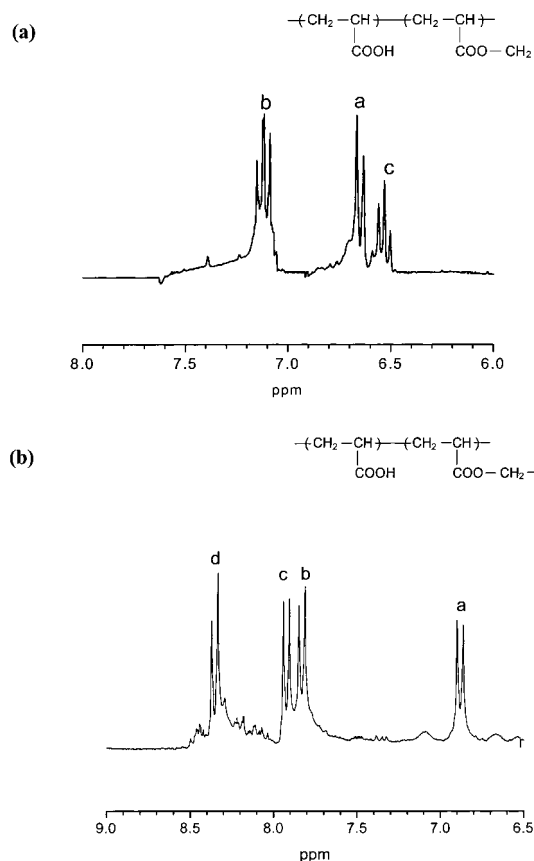 (a)
—(CH₂—CH)—(CH₂—CH)—
COOH COO—CH₂
b a c
8.0 7.5 7.0 6.5 6.0
ppm
(b)
—(CH₂—CH)—(CH₂—CH)—
COOH COO—CH₂—
d c b a
9.0 8.5 8.0 7.5 7.0 6.5
ppm